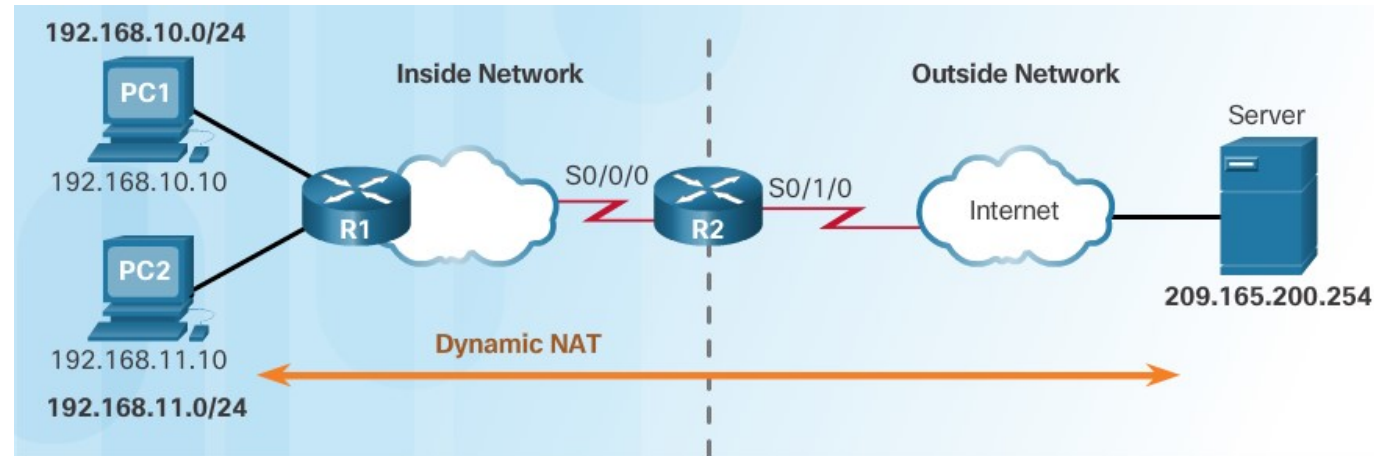 192.168.10.0/24
PC1
192.168.10.10
PC2
192.168.11.10
192.168.11.0/24
Inside Network
R1
S0/0/0
R2
S0/1/0
Dynamic NAT
Outside Network
Internet
Server
209.165.200.254